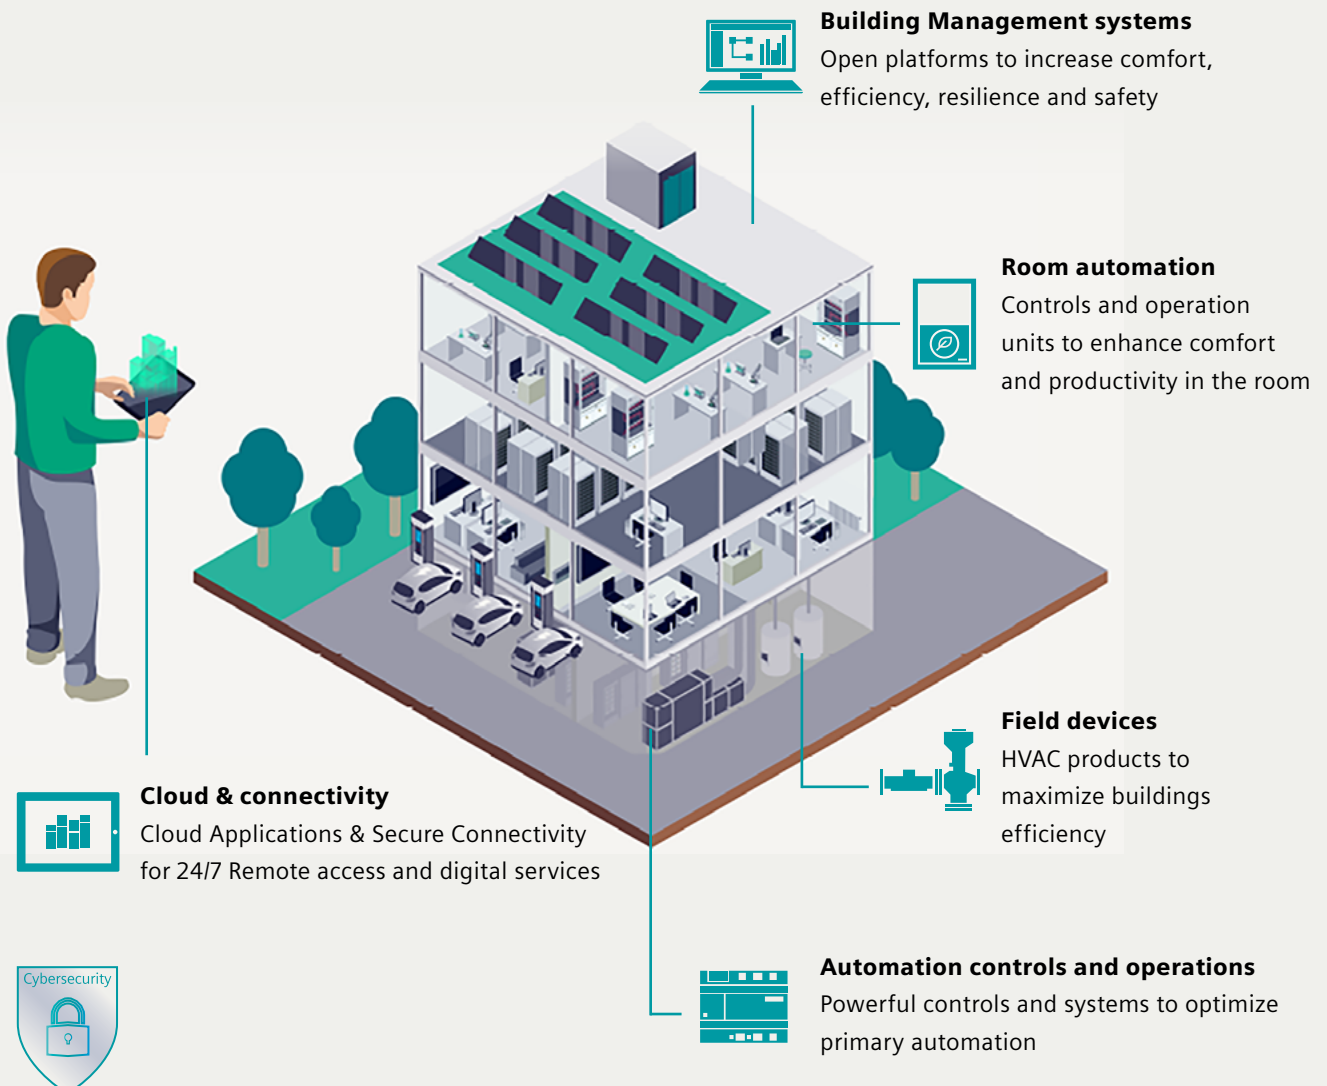 Building Management systems
Open platforms to increase comfort,
efficiency, resilience and safety
Room automation
Controls and operation
units to enhance comfort
and productivity in the room
Field devices
HVAC products to
maximize buildings
efficiency
Cloud & connectivity
Cloud Applications & Secure Connectivity
for 24/7 Remote access and digital services
Automation controls and operations
Powerful controls and systems to optimize
primary automation
Cybersecurity